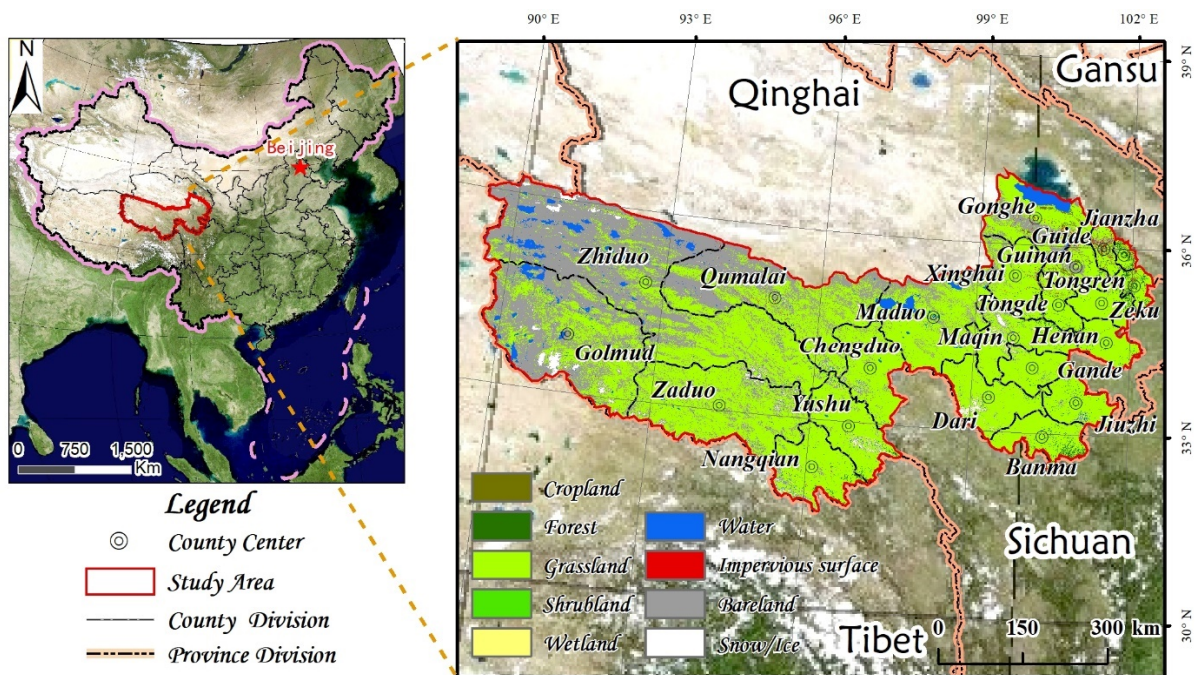 N
Beijing
0 750 1,500
Km
Legend
County Center
Study Area
County Division
Province Division
90° E 93° E 96° E 99° E 102° E
39° N
36° N
33° N
30° N
Gansu
Qinghai
Gonghe
Jianzha
Guide
Guinan
Zhiduo
Qumalai
Xinghai
Tongren
Tongde
Zeku
Maduo
Maqin
Henan
Golmud
Chengduo
Gande
Zaduo
Yushu
Dari
Jiuzhi
Nangqian
Banma
Cropland
Forest
Water
Grassland
Impervious surface
Shrubland
Bareland
Wetland
Snow/Ice
Sichuan
Tibet
0 150 300 km